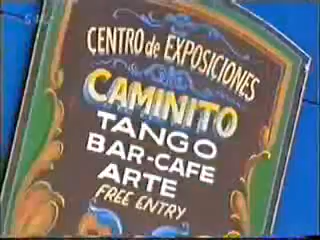 CENTRO de EXPOSICIONES
CAMINITO
TANGO
BAR-CAFE
ARTE
FREE ENTRY